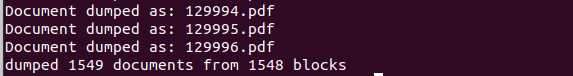 Document dumped as: 129994.pdf
Document dumped as: 129995.pdf
Document dumped as: 129996.pdf
dumped 1549 documents from 1548 blocks